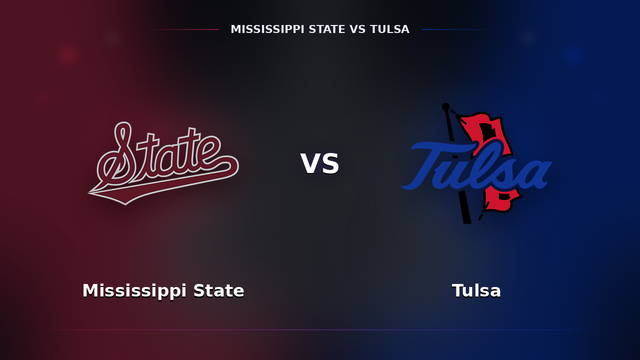 MISSISSIPPI STATE VS TULSA
State
VS
Tulsa
Mississippi State
Tulsa